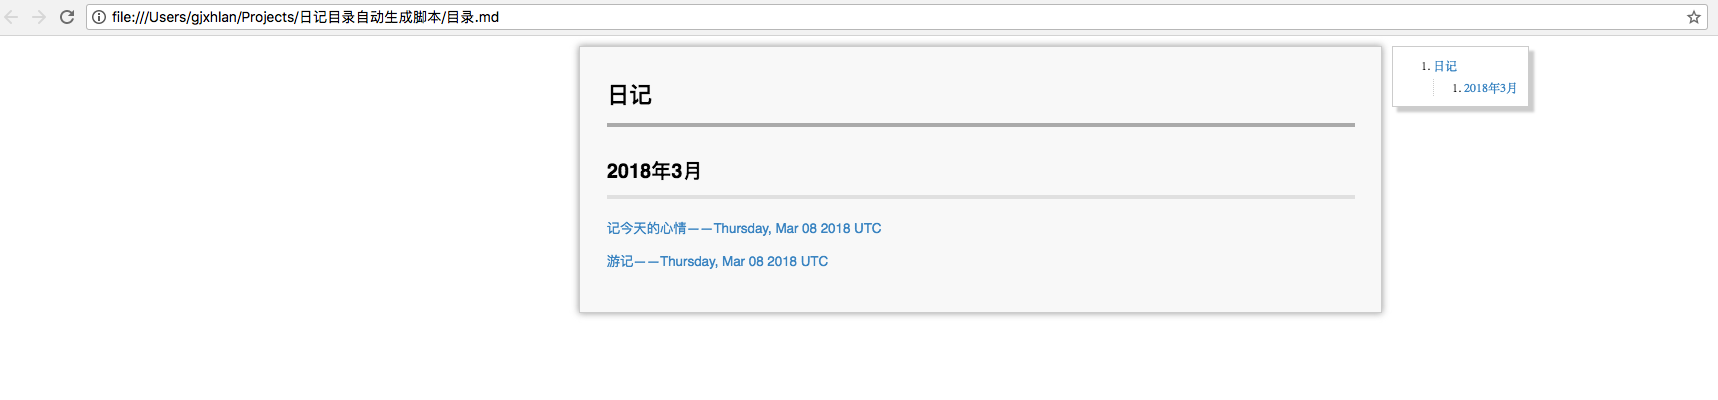 file:///Users/gjxhlan/Projects/日记目录自动生成脚本/目录.md
日记
2018年3月
记今天的心情——Thursday, Mar 08 2018 UTC
游记——Thursday, Mar 08 2018 UTC
1. 日记
1. 2018年3月